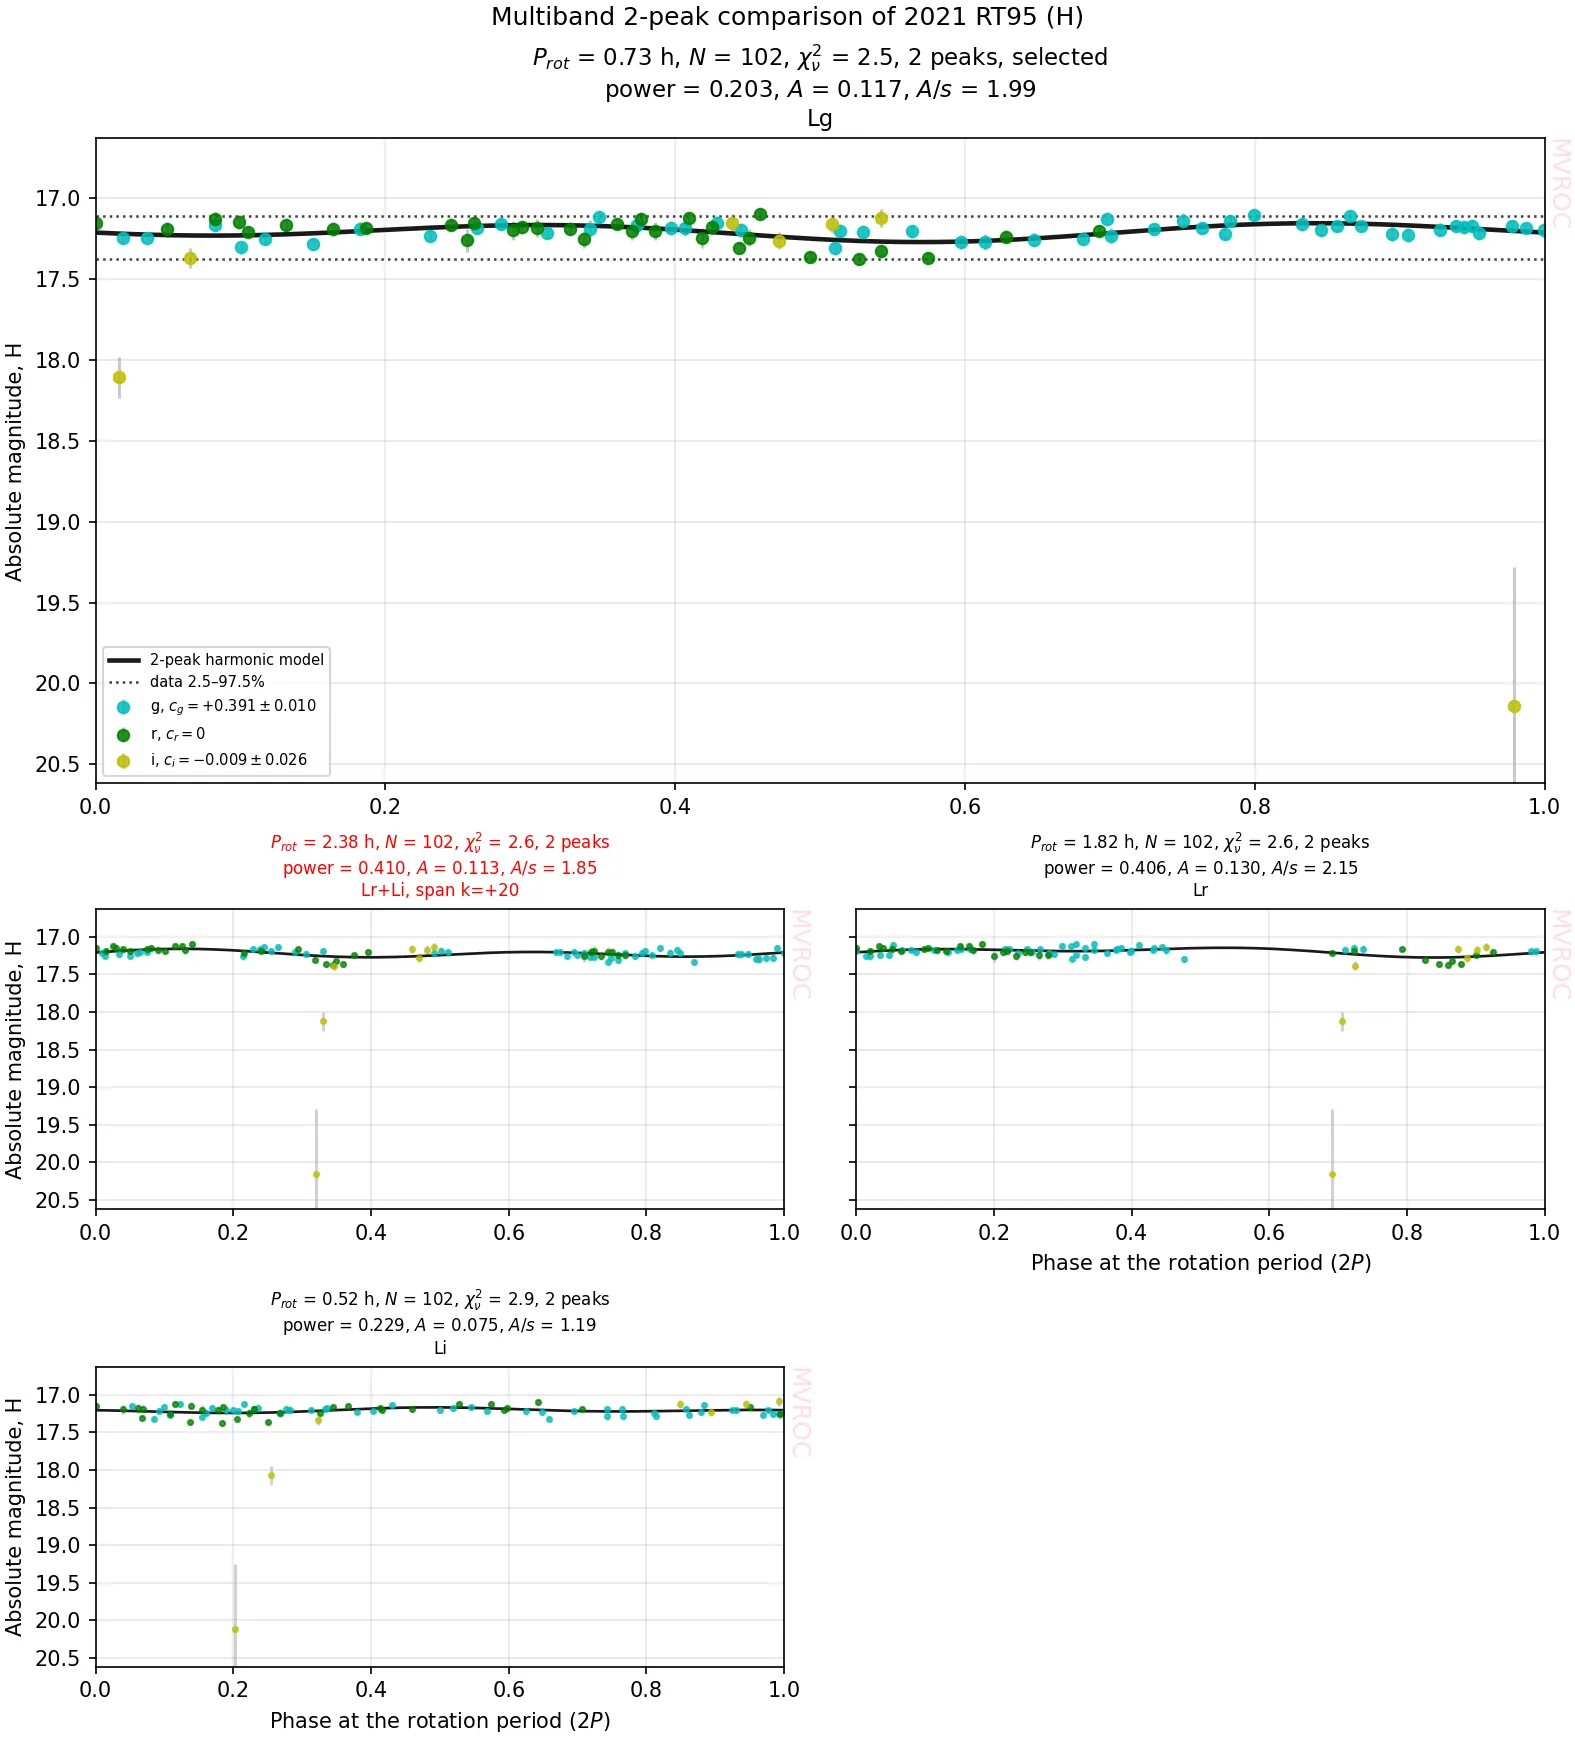 Multiband 2-peak comparison of 2021 RT95 (H)
P_rot = 0.73 h, N = 102, χ²_ν = 2.5, 2 peaks, selected
power = 0.203, A = 0.117, A/s = 1.99
Lg
MVROC
Absolute magnitude, H
17.0
17.5
18.0
18.5
19.0
19.5
20.0
20.5
2-peak harmonic model
data 2.5–97.5%
g, c_g = +0.391 ± 0.010
r, c_r = 0
i, c_i = −0.009 ± 0.026
0.0 0.2 0.4 0.6 0.8 1.0
P_rot = 2.38 h, N = 102, χ²_ν = 2.6, 2 peaks
power = 0.410, A = 0.113, A/s = 1.85
Lr+Li, span k=+20
MVROC
Absolute magnitude, H
17.0
17.5
18.0
18.5
19.0
19.5
20.0
20.5
0.0 0.2 0.4 0.6 0.8 1.0
P_rot = 1.82 h, N = 102, χ²_ν = 2.6, 2 peaks
power = 0.406, A = 0.130, A/s = 2.15
Lr
MVROC
0.0 0.2 0.4 0.6 0.8 1.0
Phase at the rotation period (2P)
P_rot = 0.52 h, N = 102, χ²_ν = 2.9, 2 peaks
power = 0.229, A = 0.075, A/s = 1.19
Li
MVROC
Absolute magnitude, H
17.0
17.5
18.0
18.5
19.0
19.5
20.0
20.5
0.0 0.2 0.4 0.6 0.8 1.0
Phase at the rotation period (2P)